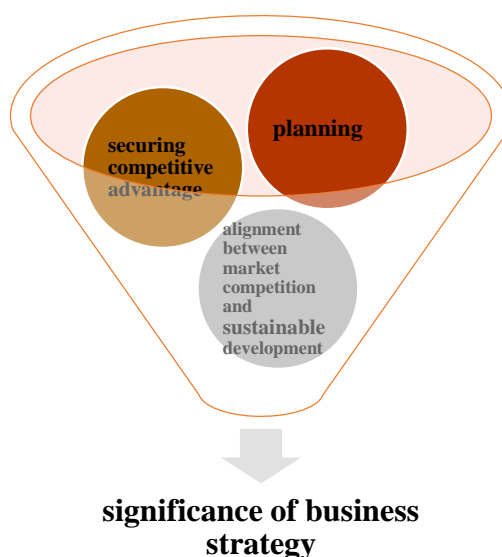 planning
securing
competitive
advantage
alignment
between
market
competition
and
sustainable
development
significance of business
strategy